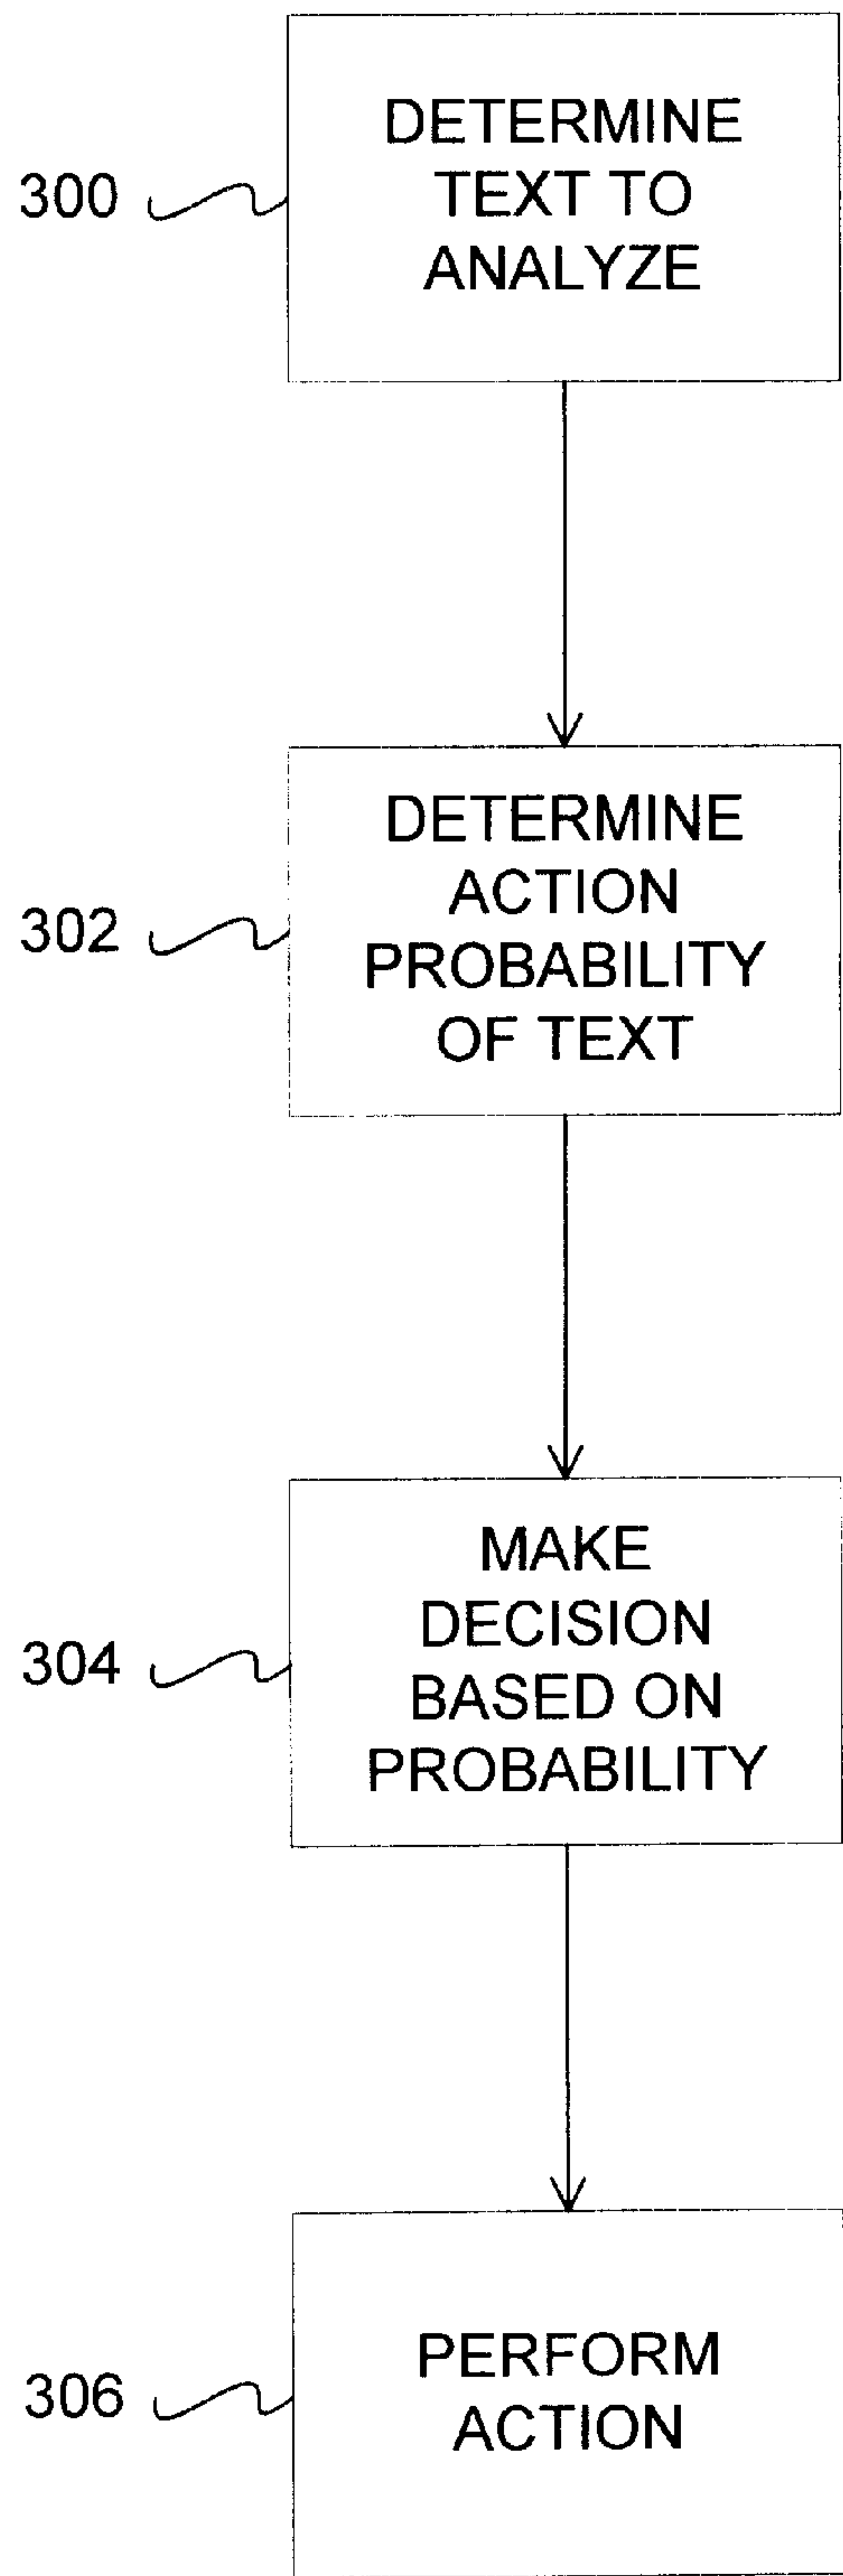 DETERMINE
TEXT TO
ANALYZE
300
DETERMINE
ACTION
PROBABILITY
OF TEXT
302
MAKE
DECISION
BASED ON
PROBABILITY
304
PERFORM
ACTION
306